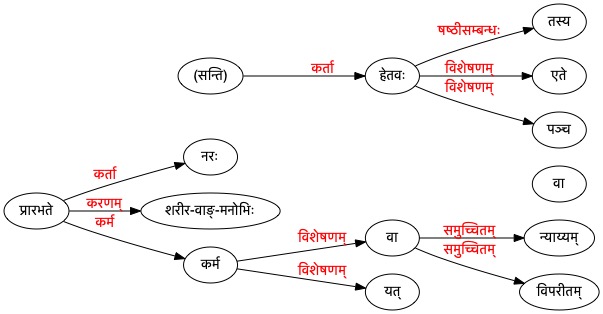 तस्य
षष्ठीसम्बन्धः
(सन्ति)
कर्ता
हेतवः
विशेषणम्
एते
विशेषणम्
पञ्च
नरः
वा
कर्ता
प्रारभते
करणम्
शरीर-वाङ्-मनोभिः
कर्म
विशेषणम्
वा
समुच्चितम्
न्याय्यम्
समुच्चितम्
कर्म
विशेषणम्
यत्
विपरीतम्